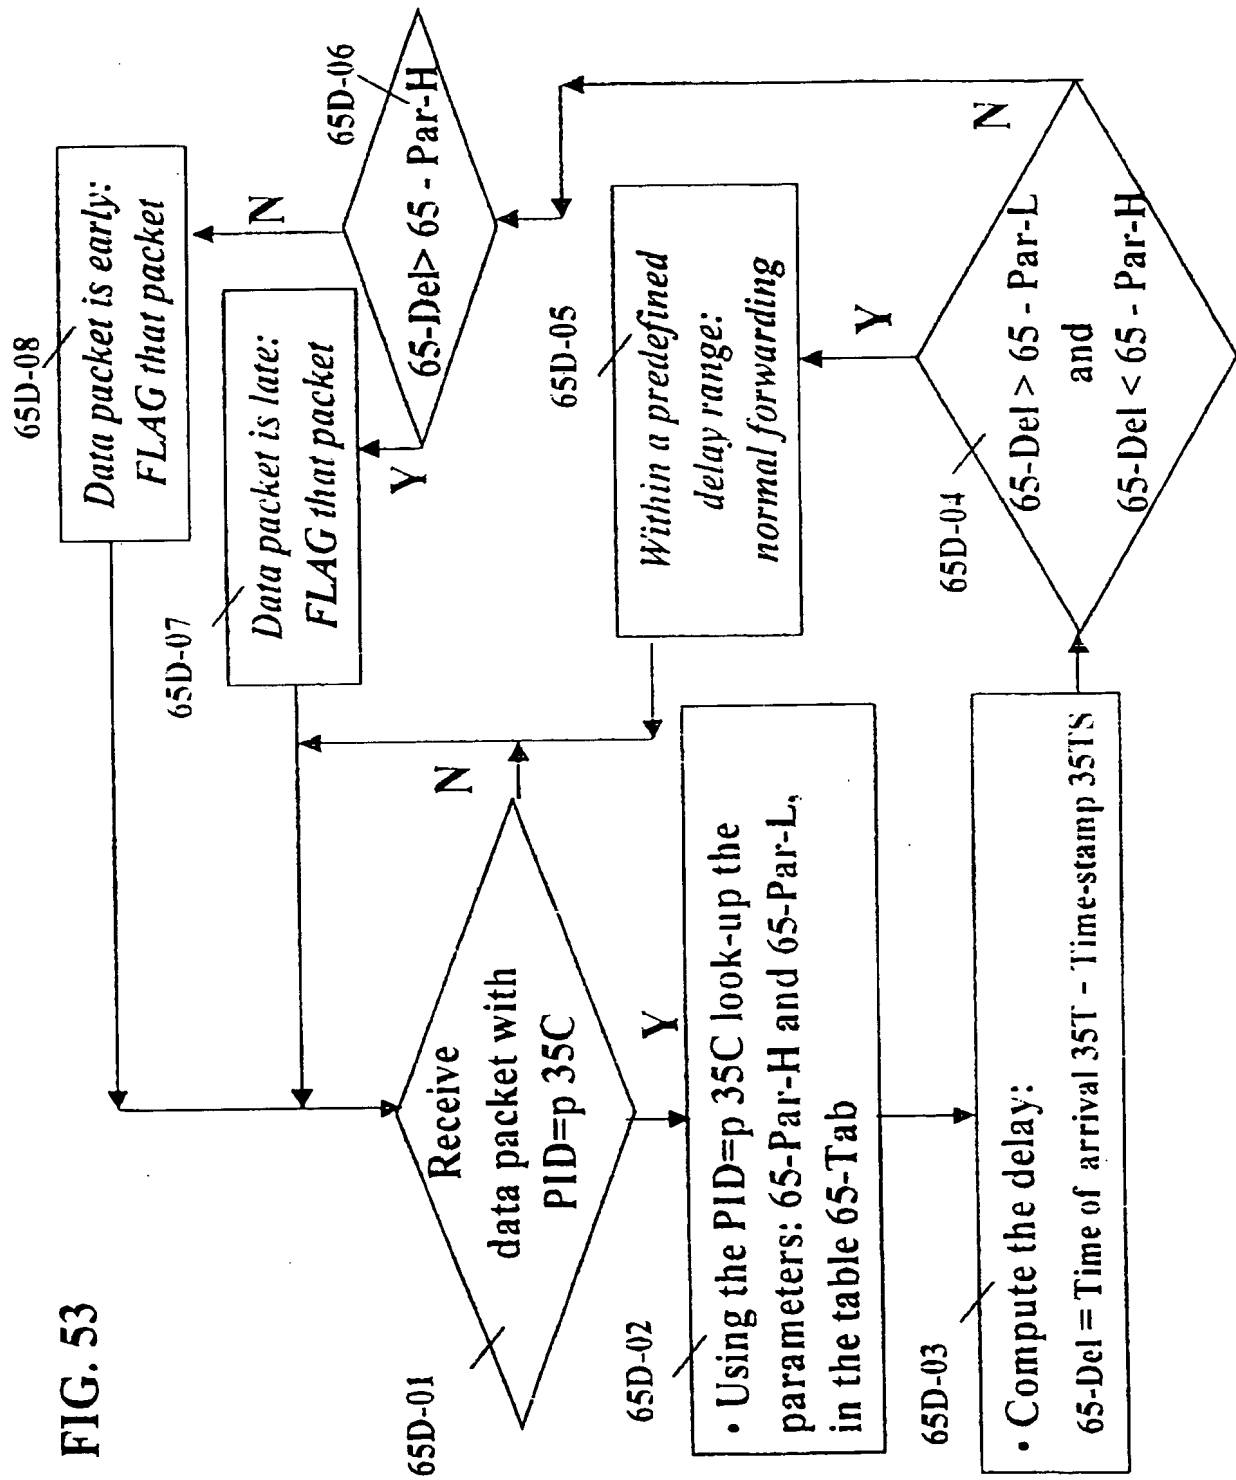 FIG. 53
65D-01
Receive
data packet with
PID=p 35C
N
Y
65D-02
• Using the PID=p 35C look-up the
parameters: 65-Par-H and 65-Par-L,
in the table 65-Tab
65D-03
• Compute the delay:
65-Del = Time of arrival 35T - Time-stamp 35TS
65D-04
65-Del > 65 - Par-L
and
65-Del < 65 - Par-H
Y
N
65D-05
Within a predefined
delay range:
normal forwarding
65D-06
65-Del> 65 - Par-H
Y
N
65D-07
Data packet is late:
FLAG that packet
65D-08
Data packet is early:
FLAG that packet